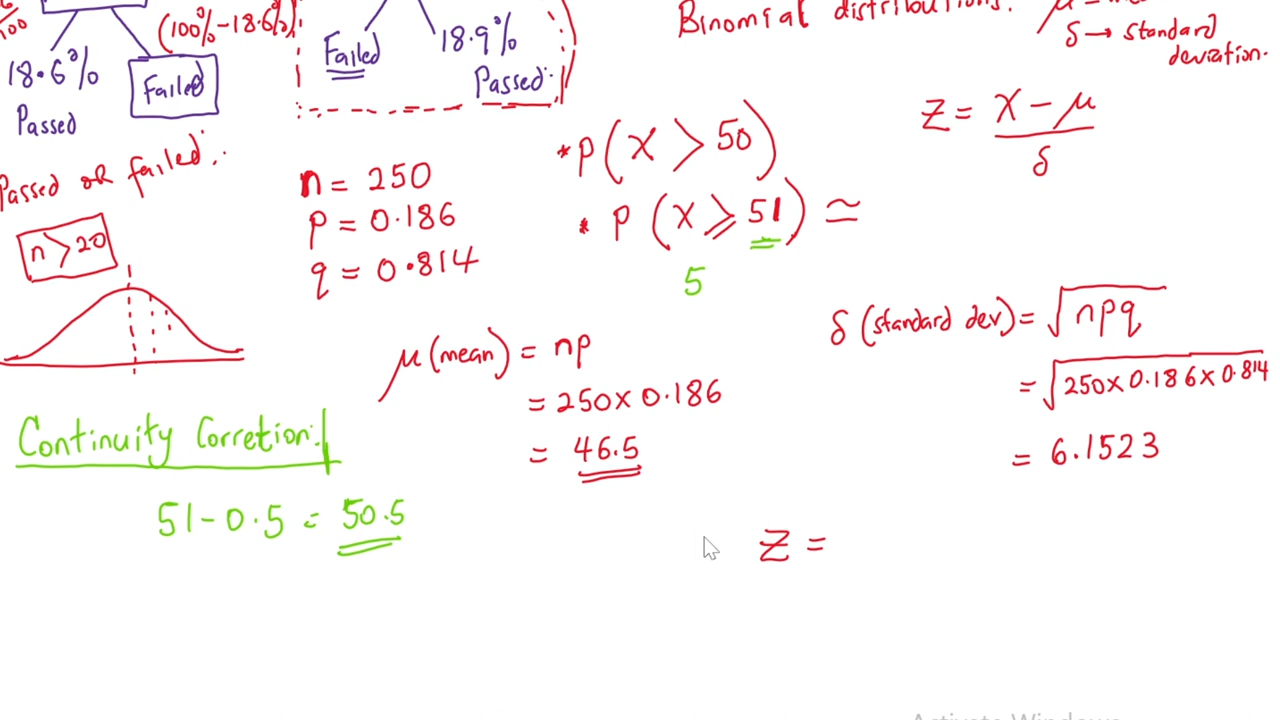 100
(100%-18.6%)
18.6%
Passed
Failed
Failed
18.9%
Passed
Binomial distributions.
δ → standard
deviation.
Passed or failed
n > 20
n = 250
p = 0.186
q = 0.814
*P(X > 50)
* P (X ≥ 51) ≃
5
Z = X - μ
δ
μ (mean) = np
= 250 x 0.186
= 46.5
δ (standard dev) = √npq
= √250 x 0.186 x 0.814
= 6.1523
Continuity Corretion:
51 - 0.5 = 50.5
Z =